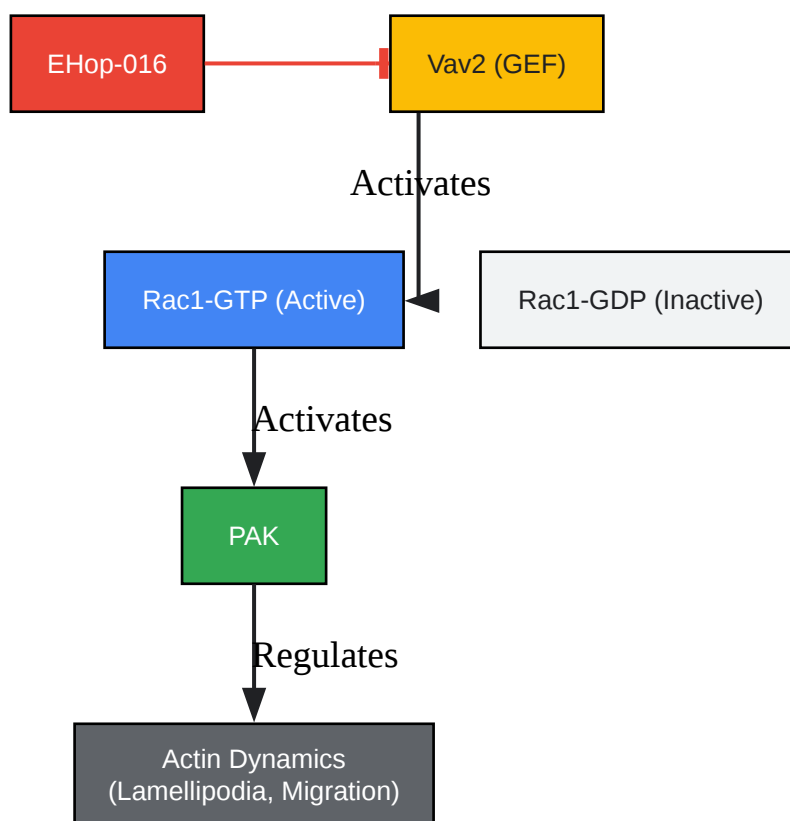 EHop-016
Vav2 (GEF)
Activates
Rac1-GTP (Active)
Rac1-GDP (Inactive)
Activates
PAK
Regulates
Actin Dynamics
(Lamellipodia, Migration)